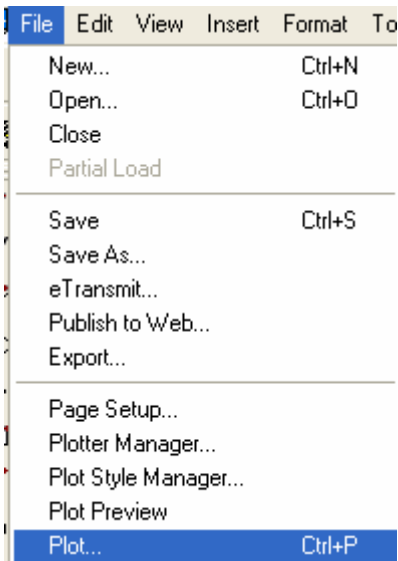 File Edit View Insert Format To
New... Ctrl+N
Open... Ctrl+O
Close
Partial Load
Save Ctrl+S
Save As...
eTransmit...
Publish to Web...
Export...
Page Setup...
Plotter Manager...
Plot Style Manager...
Plot Preview
Plot... Ctrl+P